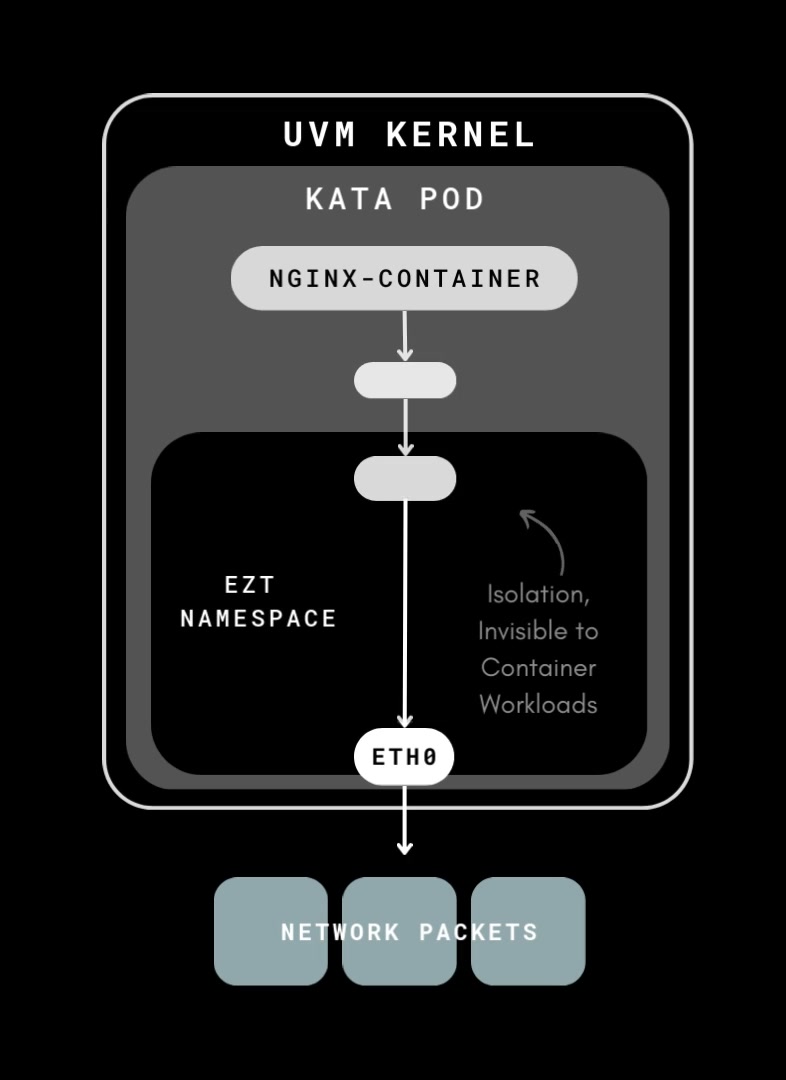 UVM KERNEL
KATA POD
NGINX-CONTAINER
EZT
NAMESPACE
Isolation,
Invisible to
Container
Workloads
ETH0
NETWORK PACKETS